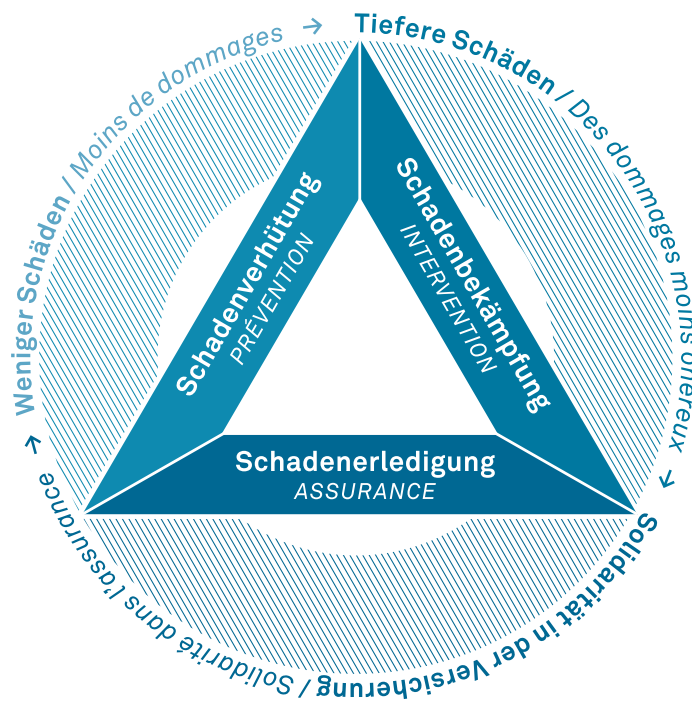 Weniger Schäden / Moins de dommages →
Tiefere Schäden / Des dommages moins onéreux →
Solidarität in der Versicherung / Solidarité dans l'assurance →
Schadenverhütung
PRÉVENTION
Schadenbekämpfung
INTERVENTION
Schadenerledigung
ASSURANCE